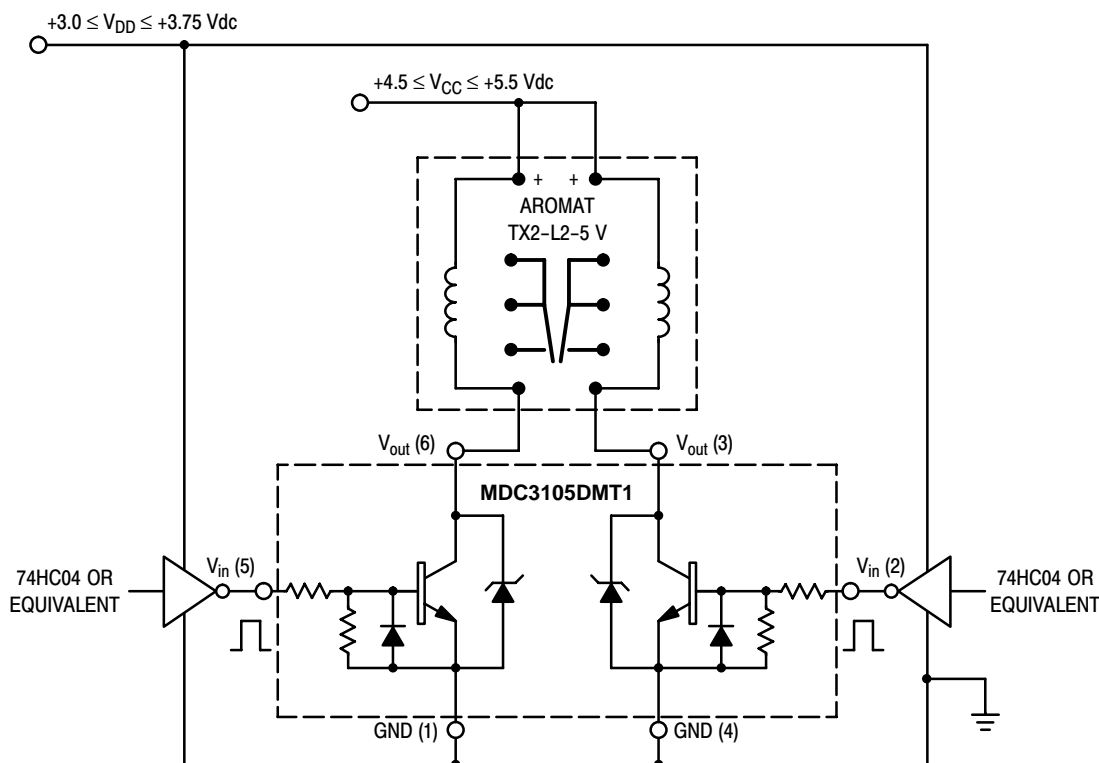 +3.0 ≤ VDD ≤ +3.75 Vdc
+4.5 ≤ VCC ≤ +5.5 Vdc
+ +
AROMAT
TX2–L2–5 V
Vout (6)
Vout (3)
MDC3105DMT1
74HC04 OR
EQUIVALENT
Vin (5)
Vin (2)
74HC04 OR
EQUIVALENT
GND (1)
GND (4)